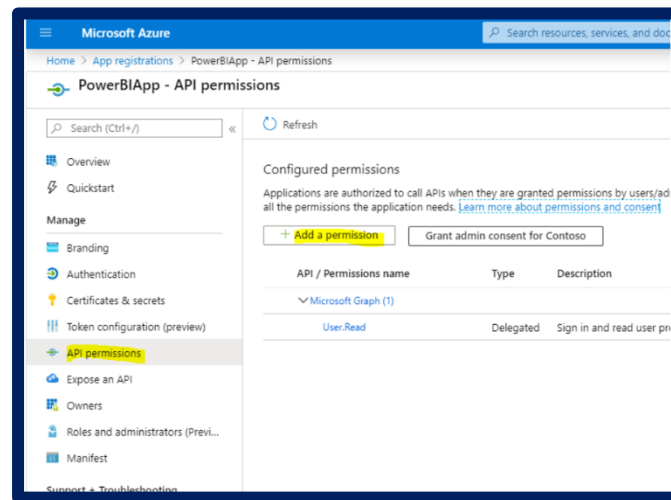 Microsoft Azure
Search resources, services, and doc
Home > App registrations > PowerBIApp - API permissions
PowerBIApp - API permissions
Search (Ctrl+/)
«
Refresh
Overview
Quickstart
Manage
Branding
Authentication
Certificates & secrets
Token configuration (preview)
API permissions
Expose an API
Owners
Roles and administrators (Previ...
Manifest
Support + Troubleshooting
Configured permissions
Applications are authorized to call APIs when they are granted permissions by users/ad
all the permissions the application needs. Learn more about permissions and consent
+ Add a permission
Grant admin consent for Contoso
API / Permissions name Type Description
Microsoft Graph (1)
User.Read Delegated Sign in and read user pr